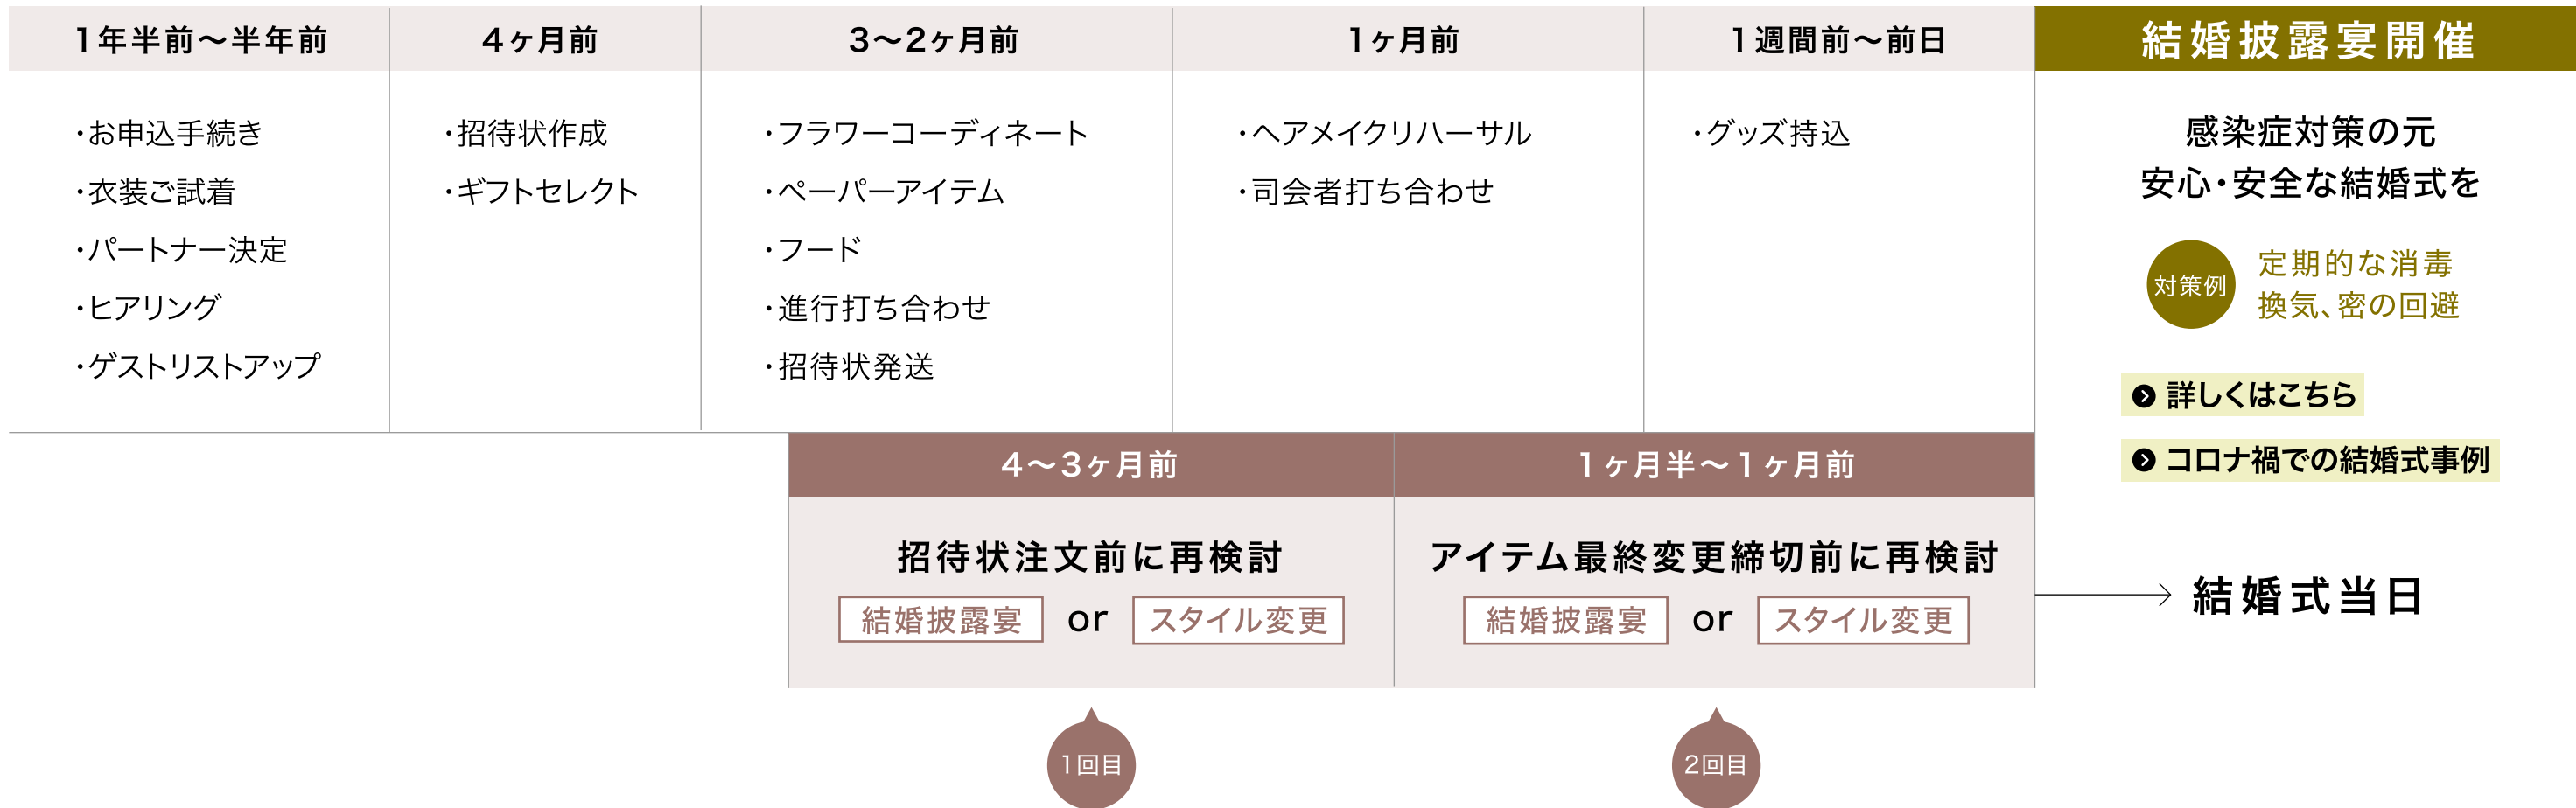 1年半前〜半年前
・お申込手続き
・衣装ご試着
・パートナー決定
・ヒアリング
・ゲストリストアップ
4ヶ月前
・招待状作成
・ギフトセレクト
3〜2ヶ月前
・フラワーコーディネート
・ペーパーアイテム
・フード
・進行打ち合わせ
・招待状発送
1ヶ月前
・ヘアメイクリハーサル
・司会者打ち合わせ
1週間前〜前日
・グッズ持込
結婚披露宴開催
感染症対策の元
安心・安全な結婚式を
対策例
定期的な消毒
換気、密の回避
詳しくはこちら
コロナ禍での結婚式事例
4〜3ヶ月前
招待状注文前に再検討
結婚披露宴 or スタイル変更
1回目
1ヶ月半〜1ヶ月前
アイテム最終変更締切前に再検討
結婚披露宴 or スタイル変更
2回目
結婚式当日